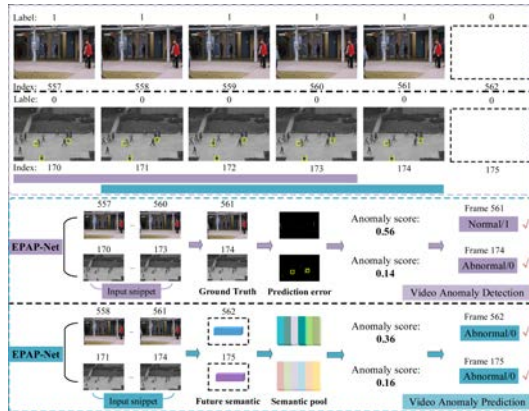 Label: 1 1 1 1 1 0
Index: 557 558 559 560 561 562
Lable: 0 0 0 0 0 0
Index: 170 171 172 173 174 175
557 560 561
Anomaly score:
0.56
Frame 561
Normal/1
EPAP-Net
170 173 174
Anomaly score:
0.14
Frame 174
Abnormal/0
Input snippet
Ground Truth
Prediction error
Video Anomaly Detection
558 561 562
Anomaly score:
0.36
Frame 562
Abnormal/0
EPAP-Net
171 174 175
Anomaly score:
0.16
Frame 175
Abnormal/0
Input snippet
Future semantic
Semantic pool
Video Anomaly Prediction